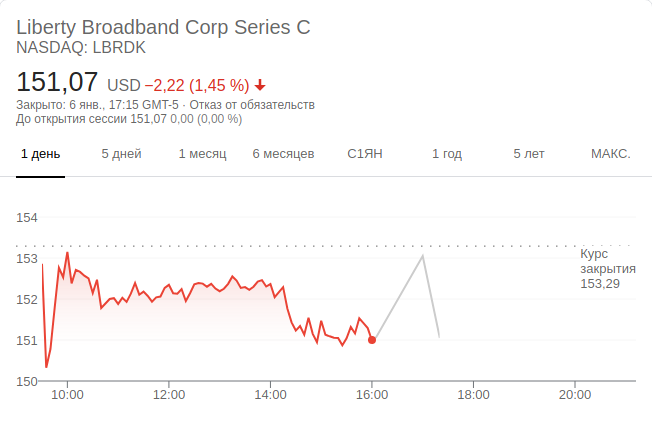 Liberty Broadband Corp Series C
NASDAQ: LBRDK
151,07 USD −2,22 (1,45 %)
Закрыто: 6 янв., 17:15 GMT-5 · Отказ от обязательств
До открытия сессии 151,07 0,00 (0,00 %)
1 день 5 дней 1 месяц 6 месяцев С1ЯН 1 год 5 лет МАКС.
154
153
152
151
150
Курс
закрытия
153,29
10:00 12:00 14:00 16:00 18:00 20:00